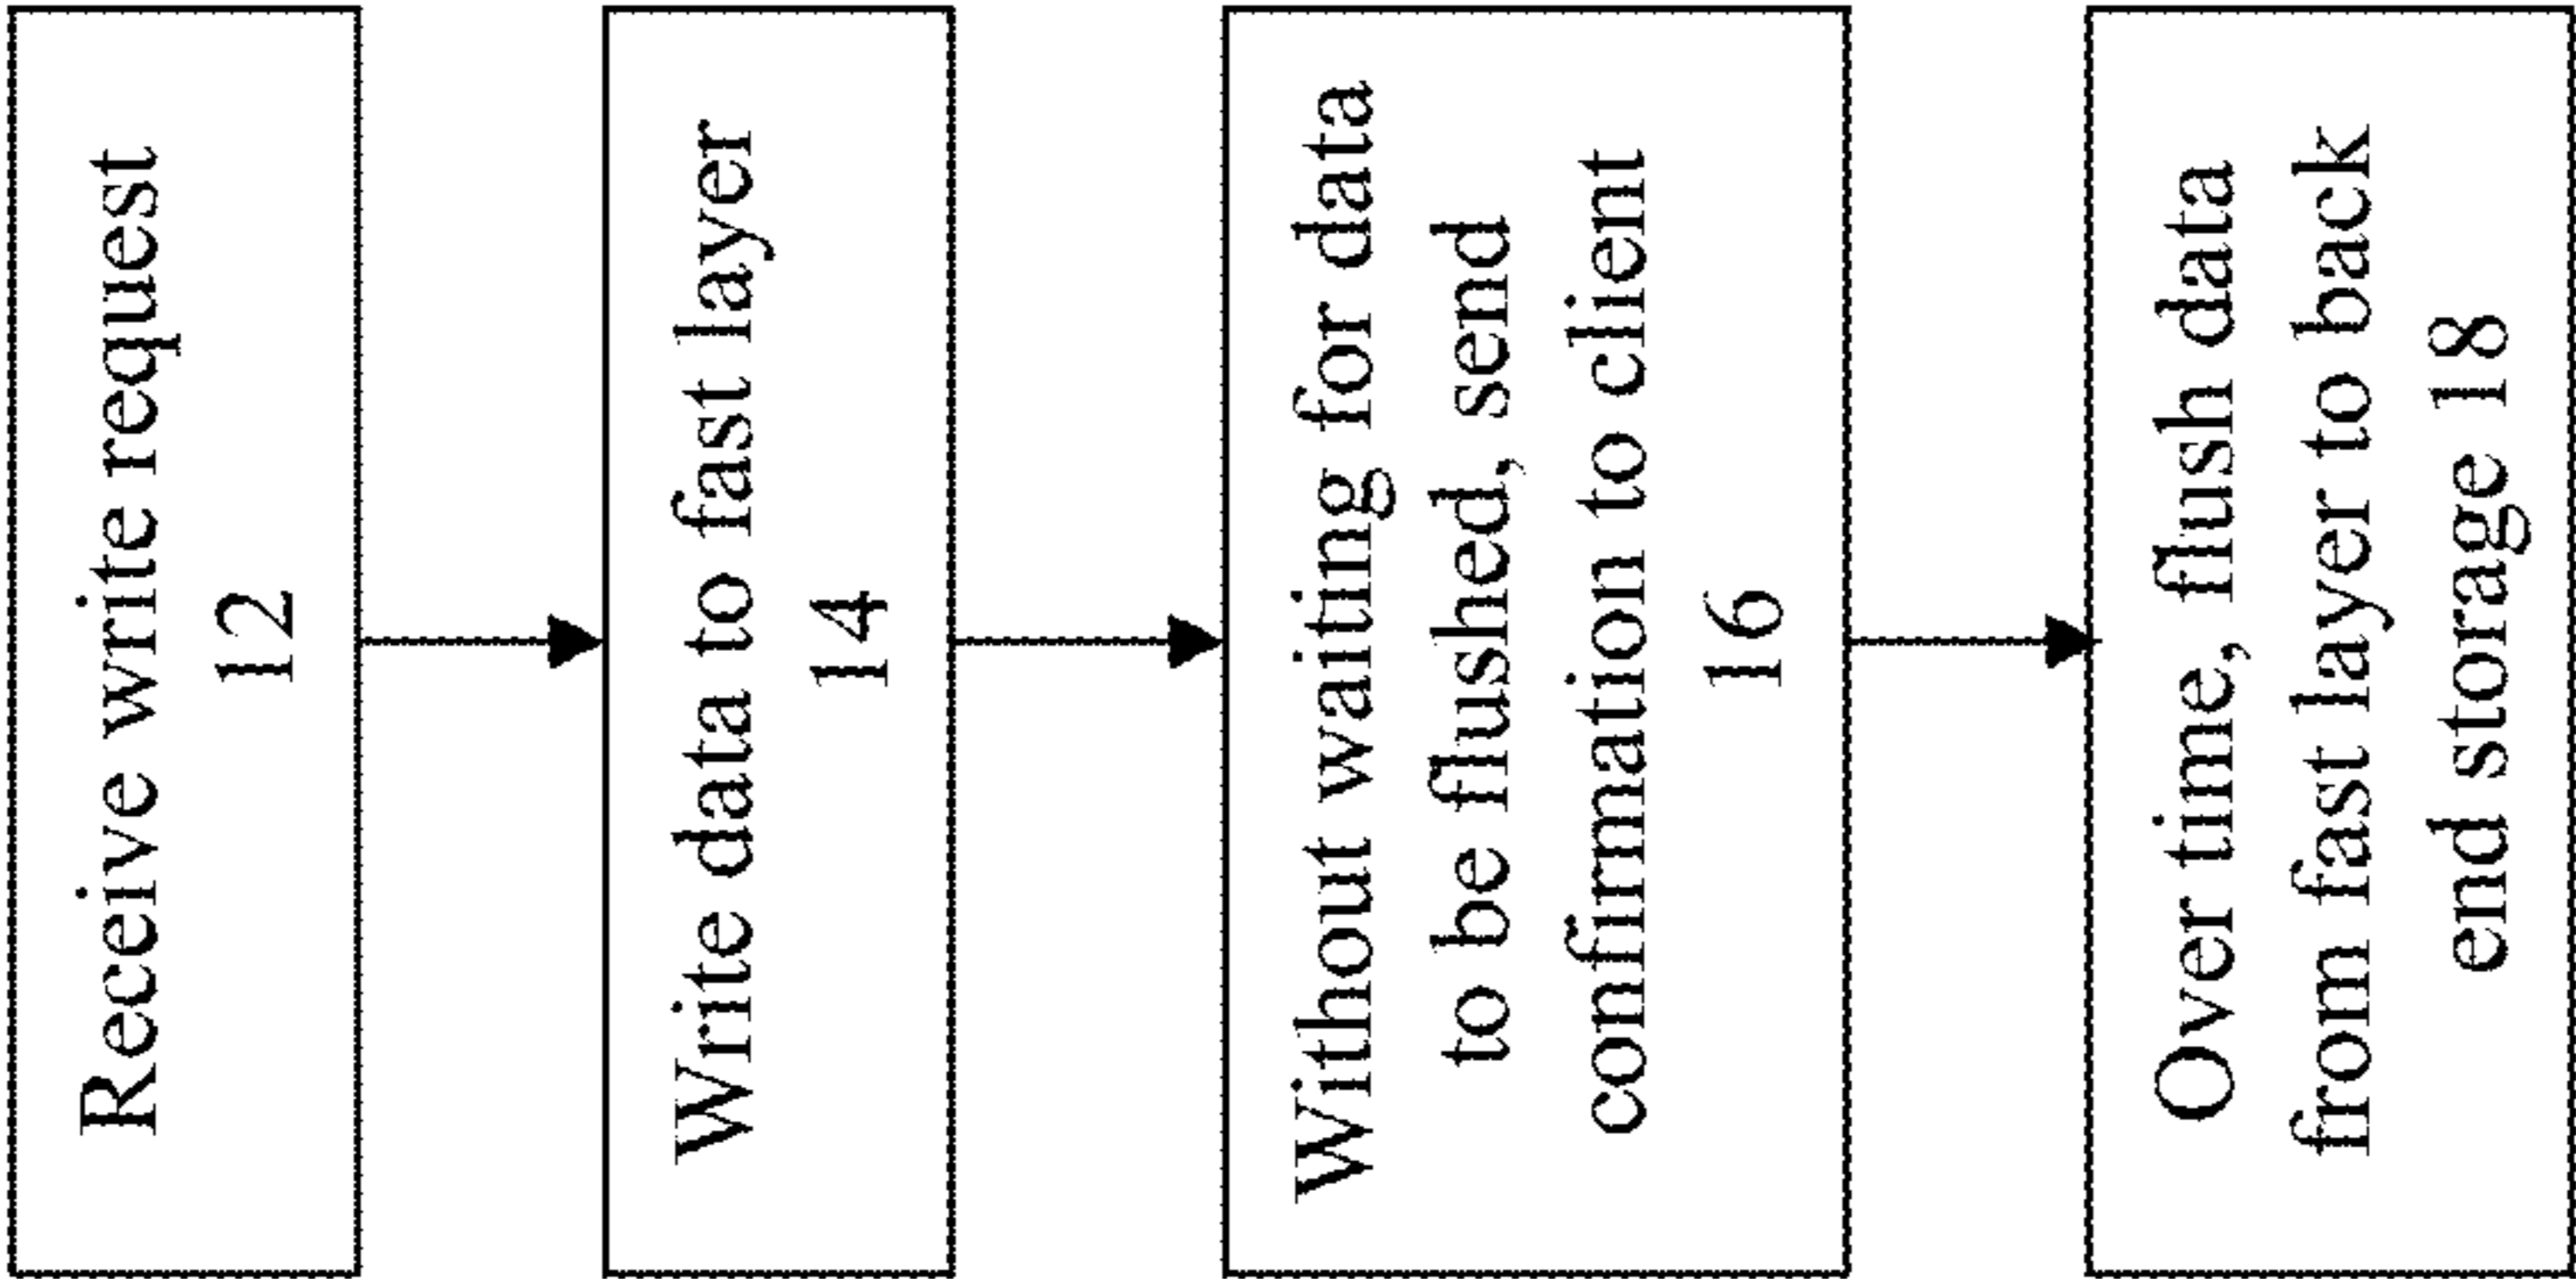 Receive write request
12
Write data to fast layer
14
Without waiting for data
to be flushed, send
confirmation to client
16
Over time, flush data
from fast layer to back
end storage 18